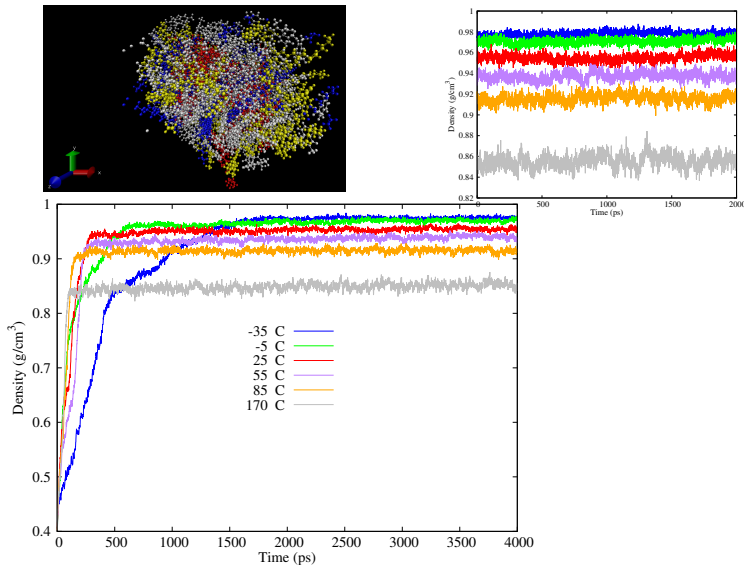 y
z
x
Density (g/cm3)
0.98
0.96
0.94
0.92
0.9
0.88
0.86
0.84
0.82
0
500
1000
1500
2000
Time (ps)
Density (g/cm3)
1
0.9
0.8
0.7
0.6
0.5
0.4
-35 C
-5 C
25 C
55 C
85 C
170 C
0
500
1000
1500
2000
2500
3000
3500
4000
Time (ps)